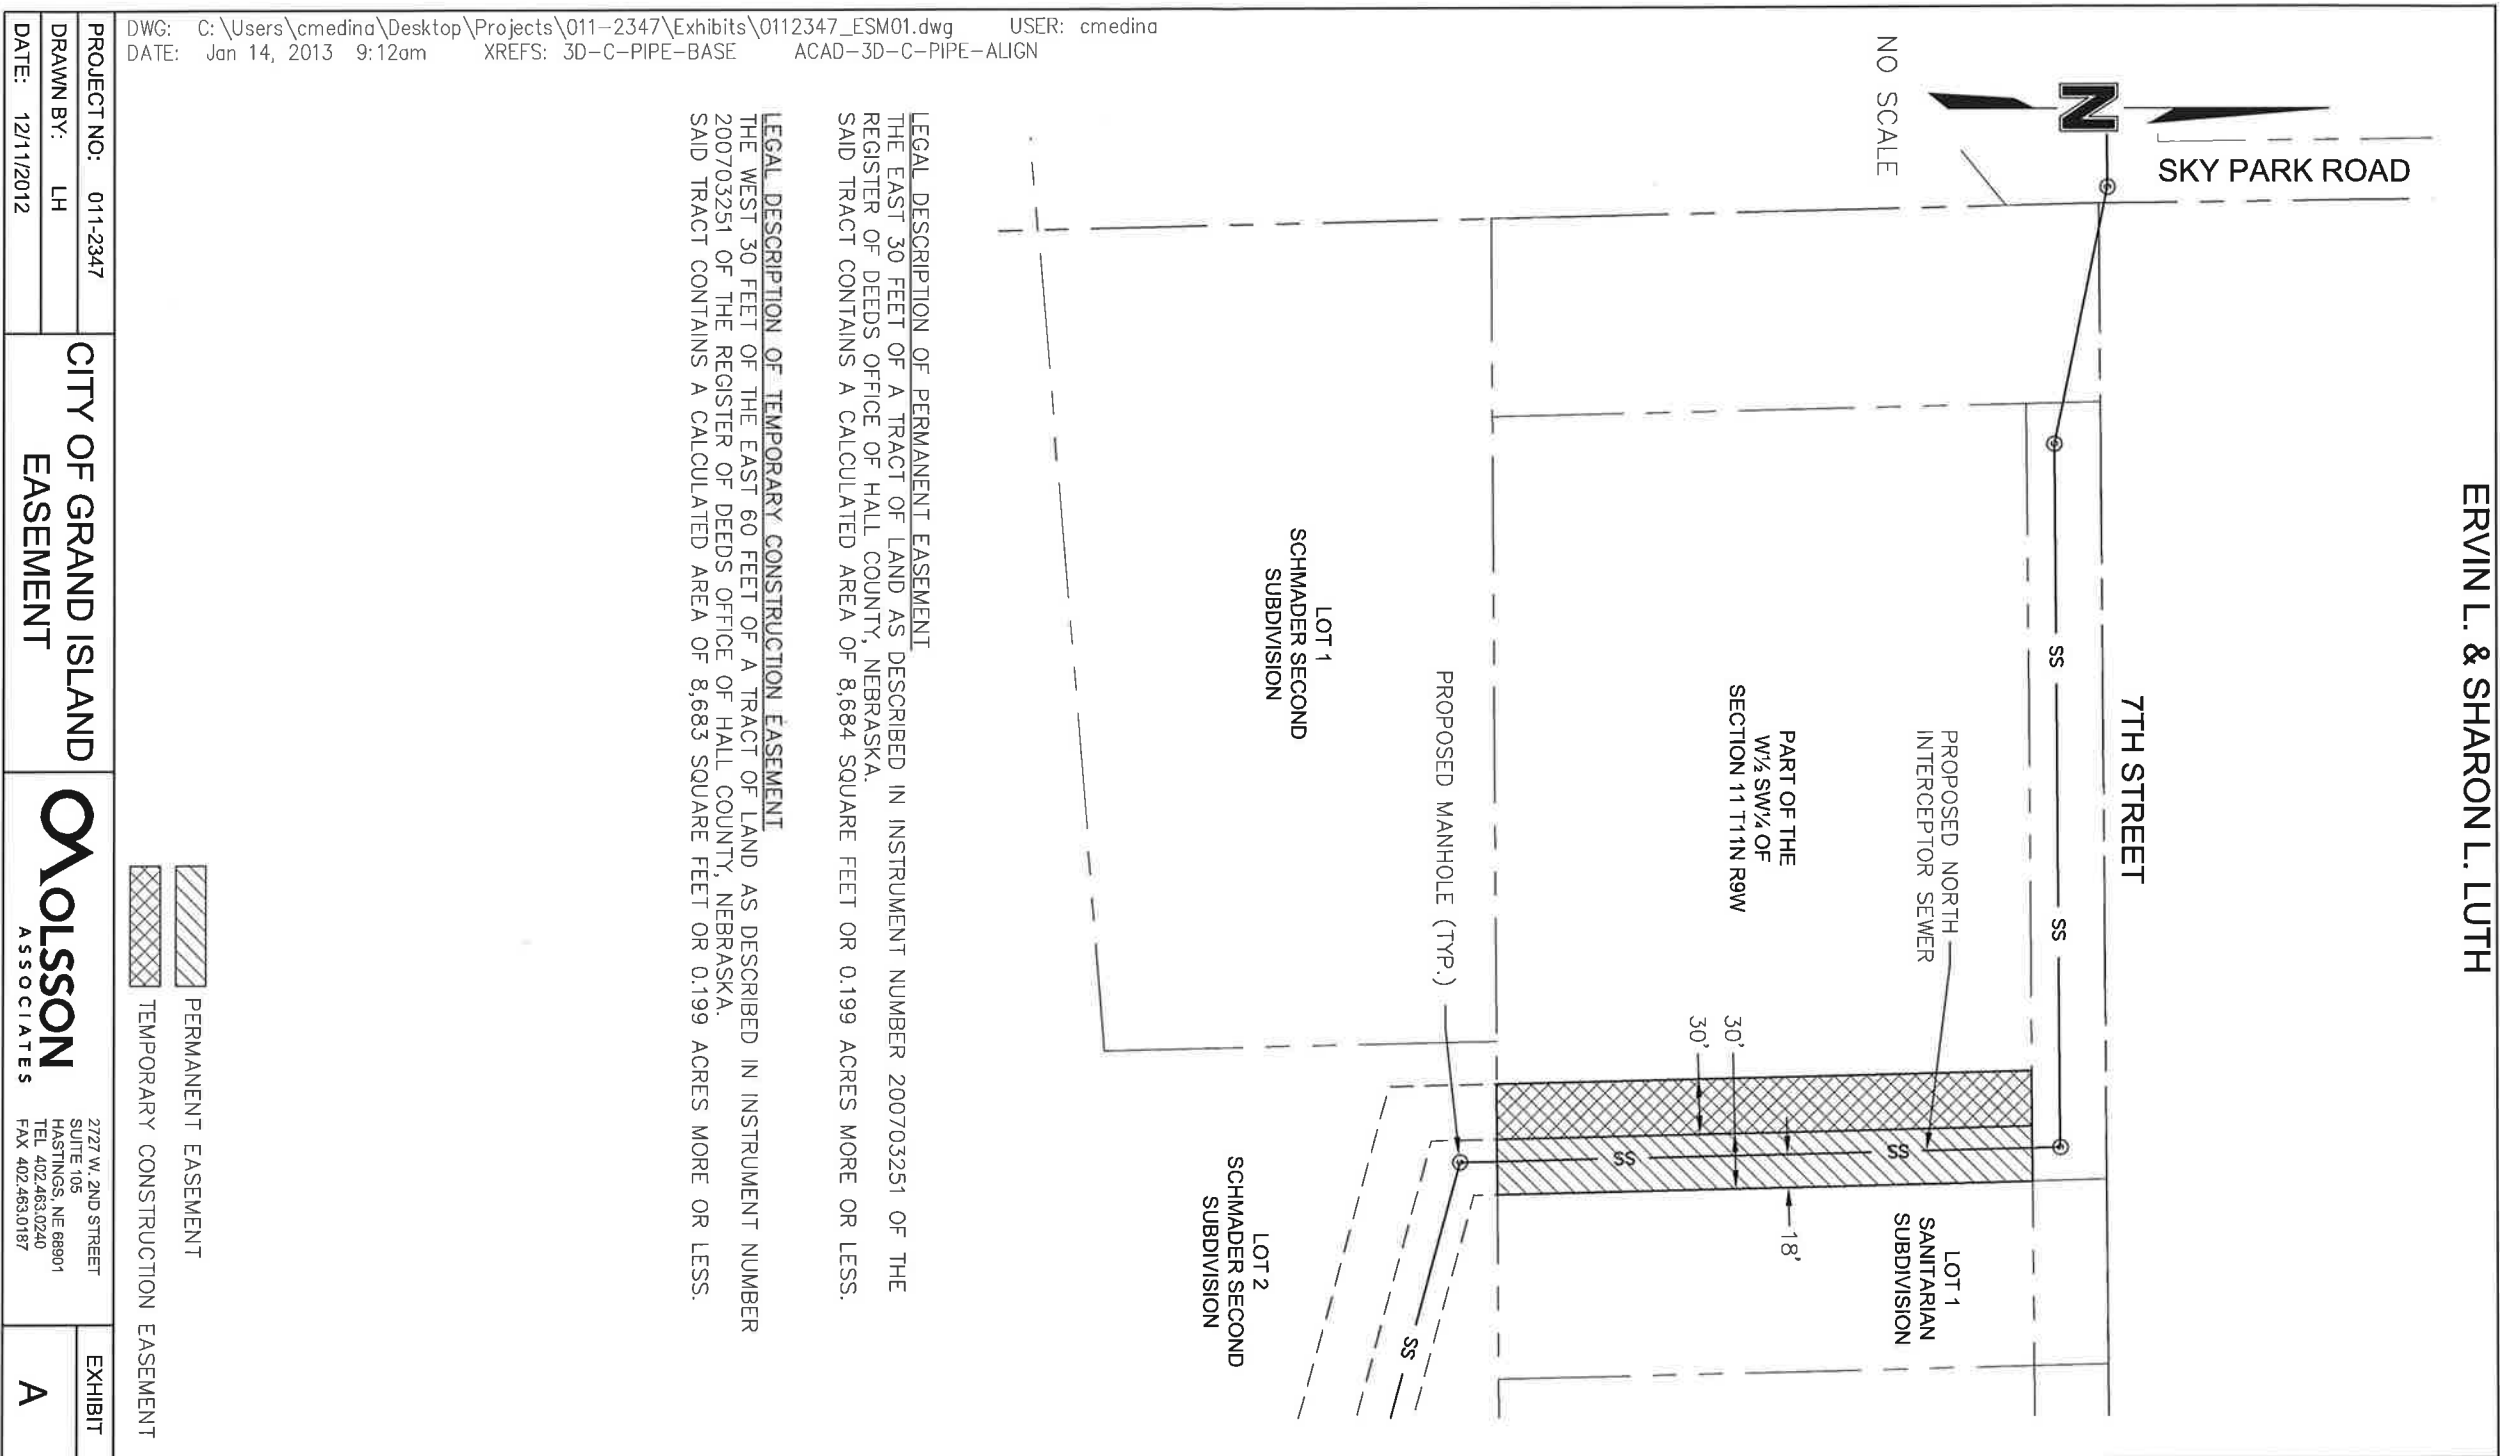 ERVIN L. & SHARON L. LUTH
SKY PARK ROAD
7TH STREET
NO SCALE
N
SS
SS
PROPOSED NORTH
INTERCEPTOR SEWER
PART OF THE
W½ SW¼ OF
SECTION 11 T11N R9W
30'
30'
SS
SS
18'
LOT 1
SANITARIAN
SUBDIVISION
PROPOSED MANHOLE (TYP.)
LOT 1
SCHMADER SECOND
SUBDIVISION
LOT 2
SCHMADER SECOND
SUBDIVISION
SS
LEGAL DESCRIPTION OF PERMANENT EASEMENT
THE EAST 30 FEET OF A TRACT OF LAND AS DESCRIBED IN INSTRUMENT NUMBER 200703251 OF THE
REGISTER OF DEEDS OFFICE OF HALL COUNTY, NEBRASKA.
SAID TRACT CONTAINS A CALCULATED AREA OF 8,684 SQUARE FEET OR 0.199 ACRES MORE OR LESS.
LEGAL DESCRIPTION OF TEMPORARY CONSTRUCTION EASEMENT
THE WEST 30 FEET OF THE EAST 60 FEET OF A TRACT OF LAND AS DESCRIBED IN INSTRUMENT NUMBER
200703251 OF THE REGISTER OF DEEDS OFFICE OF HALL COUNTY, NEBRASKA.
SAID TRACT CONTAINS A CALCULATED AREA OF 8,683 SQUARE FEET OR 0.199 ACRES MORE OR LESS.
PERMANENT EASEMENT
TEMPORARY CONSTRUCTION EASEMENT
DWG: C:\Users\cmedina\Desktop\Projects\011-2347\Exhibits\0112347_ESM01.dwg USER: cmedina
DATE: Jan 14, 2013 9:12am XREFS: 3D-C-PIPE-BASE ACAD-3D-C-PIPE-ALIGN
PROJECT NO: 011-2347
DRAWN BY: LH
DATE: 12/11/2012
CITY OF GRAND ISLAND
EASEMENT
OLSSON
ASSOCIATES
2727 W. 2ND STREET
SUITE 105
HASTINGS, NE 68901
TEL 402.463.0240
FAX 402.463.0187
EXHIBIT
A